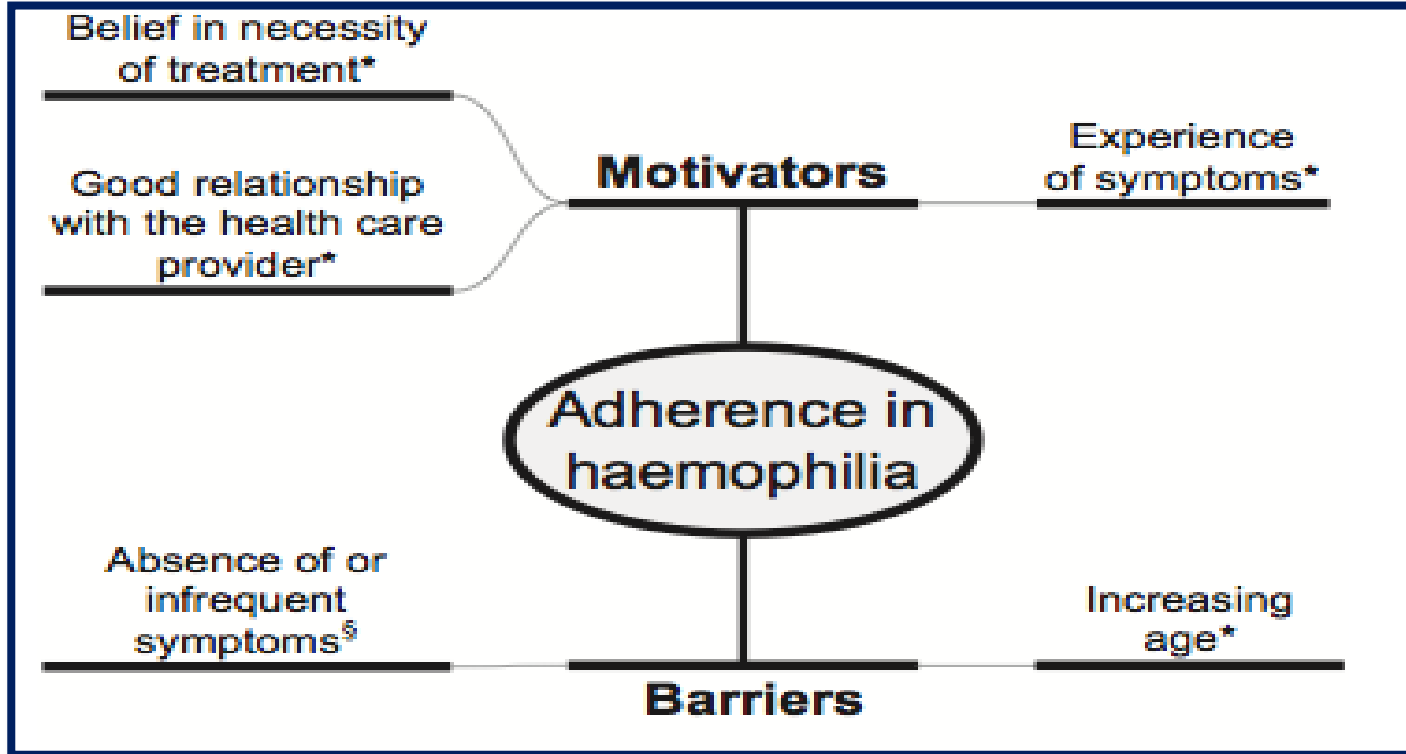 Belief in necessity
of treatment*
Good relationship
with the health care
provider*
Motivators
Experience
of symptoms*
Adherence in
haemophilia
Absence of or
infrequent
symptoms§
Barriers
Increasing
age*